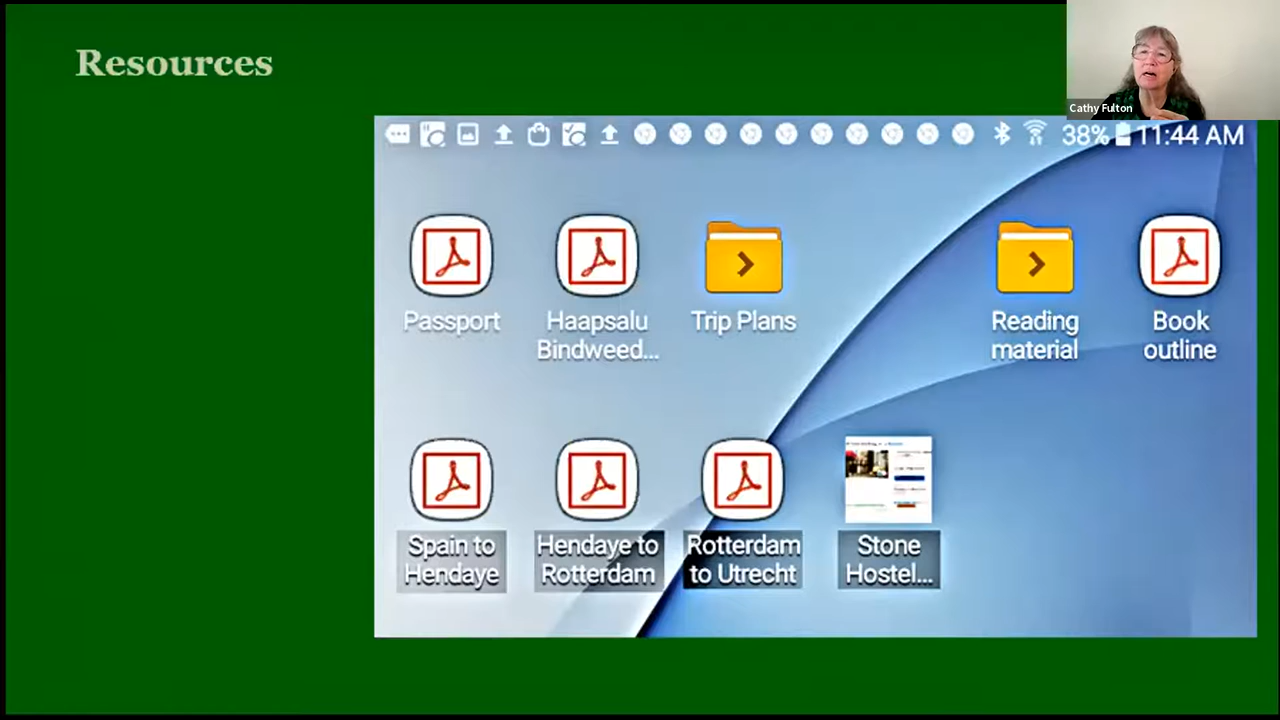 Resources
Cathy Fulton
38%
11:44 AM
Passport
Haapsalu
Bindweed...
Trip Plans
Reading
material
Book
outline
Spain to
Hendaye
Hendaye to
Rotterdam
Rotterdam
to Utrecht
Stone
Hostel...